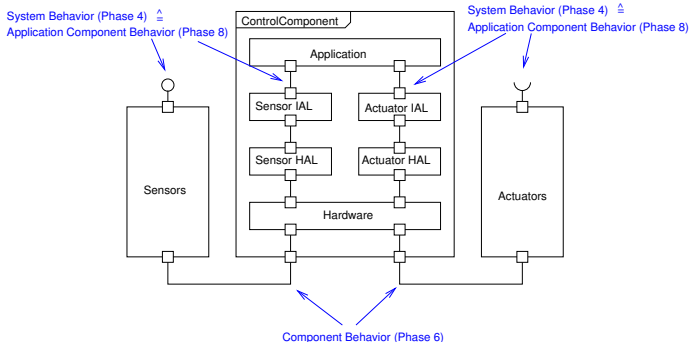 System Behavior (Phase 4) ≙
Application Component Behavior (Phase 8)
System Behavior (Phase 4) ≙
Application Component Behavior (Phase 8)
ControlComponent
Application
Sensor IAL
Actuator IAL
Sensor HAL
Actuator HAL
Sensors
Hardware
Actuators
Component Behavior (Phase 6)